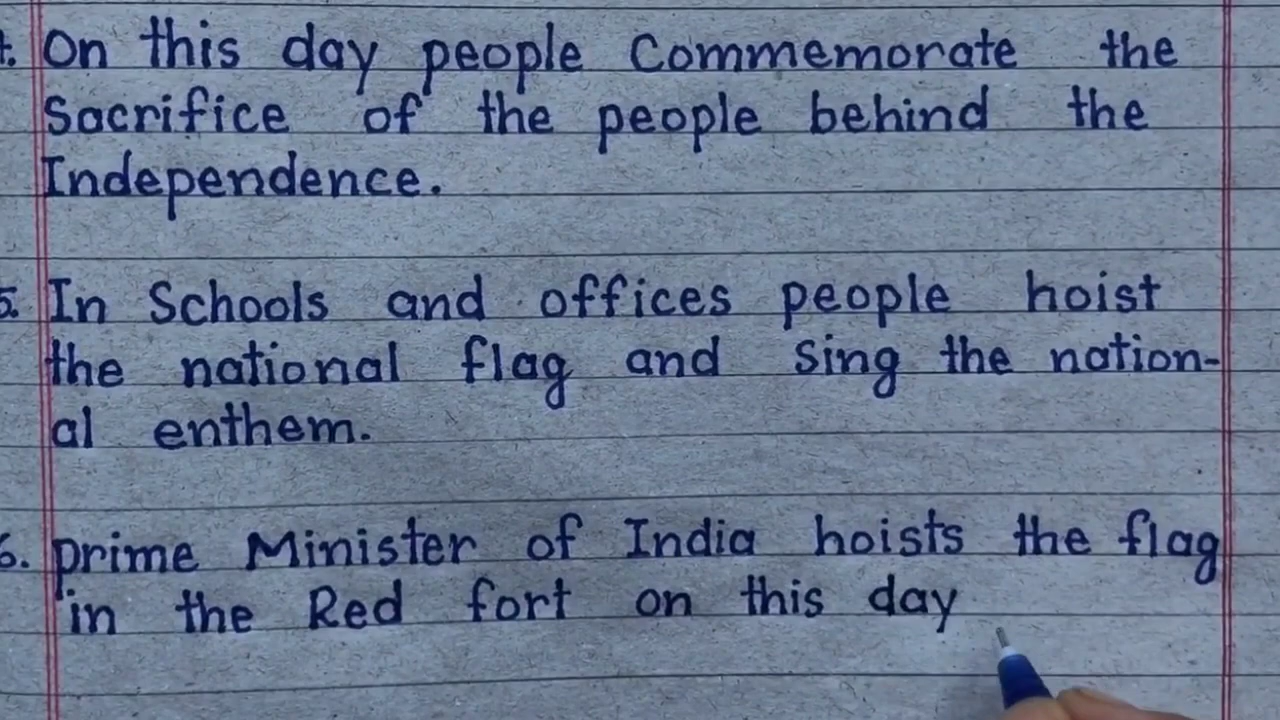 4. On this day people Commemorate the
Sacrifice of the people behind the
Independence.
5. In Schools and offices people hoist
the national flag and Sing the nation-
al enthem.
6. prime Minister of India hoists the flag
in the Red fort on this day